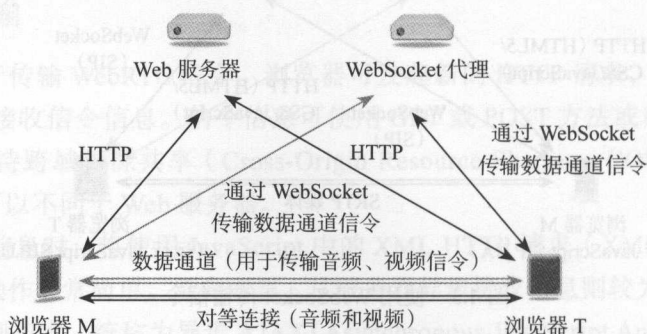 Web 服务器
WebSocket 代理
HTTP
HTTP
通过 WebSocket
传输数据通道信令
通过 WebSocket
传输数据通道信令
数据通道（用于传输音频、视频信令）
对等连接（音频和视频）
浏览器 M
浏览器 T